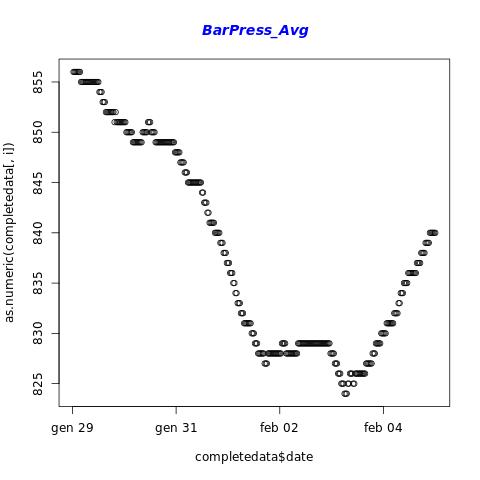 BarPress_Avg
as.numeric(completedata[, i])
855
850
845
840
835
830
825
gen 29 gen 31 feb 02 feb 04
completedata$date